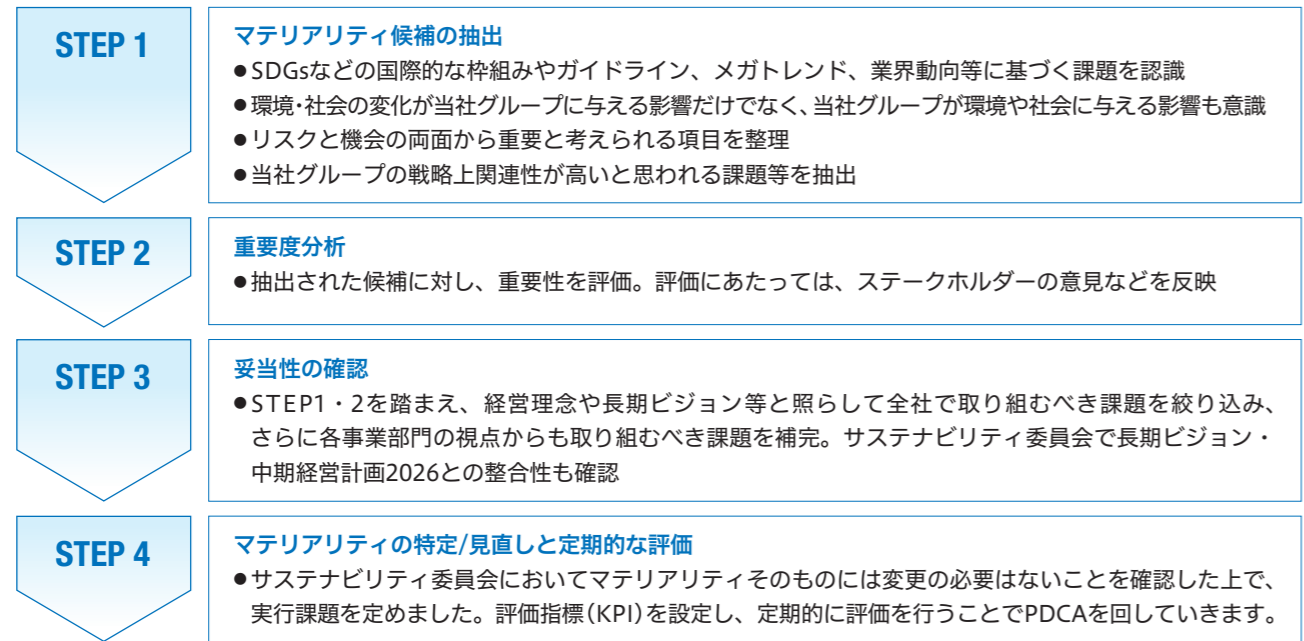 STEP 1
マテリアリティ候補の抽出
●SDGsなどの国際的な枠組みやガイドライン、メガトレンド、業界動向等に基づく課題を認識
●環境・社会の変化が当社グループに与える影響だけでなく、当社グループが環境や社会に与える影響も意識
●リスクと機会の両面から重要と考えられる項目を整理
●当社グループの戦略上関連性が高いと思われる課題等を抽出
STEP 2
重要度分析
●抽出された候補に対し、重要性を評価。評価にあたっては、ステークホルダーの意見などを反映
STEP 3
妥当性の確認
●STEP1・2を踏まえ、経営理念や長期ビジョン等と照らして全社で取り組むべき課題を絞り込み、
さらに各事業部門の視点からも取り組むべき課題を補完。サステナビリティ委員会で長期ビジョン・
中期経営計画2026との整合性も確認
STEP 4
マテリアリティの特定/見直しと定期的な評価
●サステナビリティ委員会においてマテリアリティそのものには変更の必要はないことを確認した上で、
実行課題を定めました。評価指標(KPI)を設定し、定期的に評価を行うことでPDCAを回していきます。